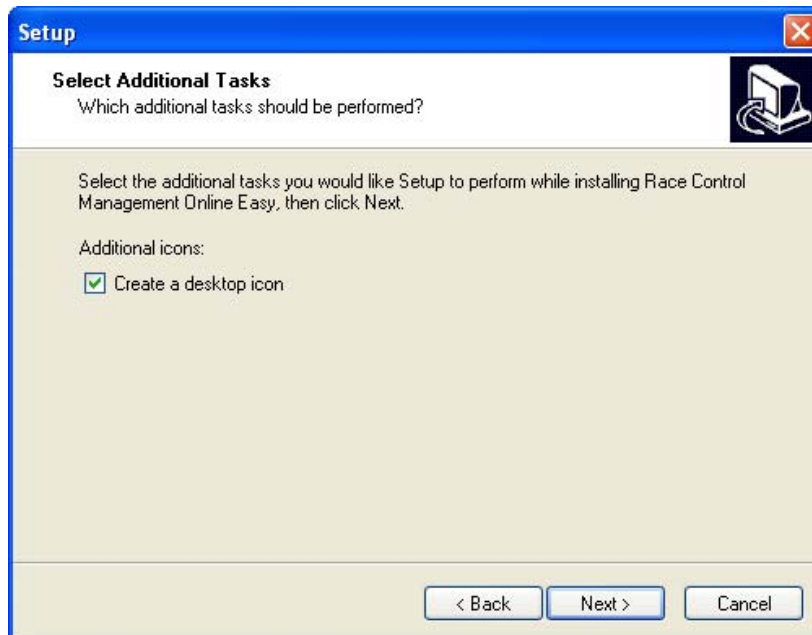 Setup
Select Additional Tasks
Which additional tasks should be performed?
Select the additional tasks you would like Setup to perform while installing Race Control
Management Online Easy, then click Next.
Additional icons:
Create a desktop icon
< Back
Next >
Cancel